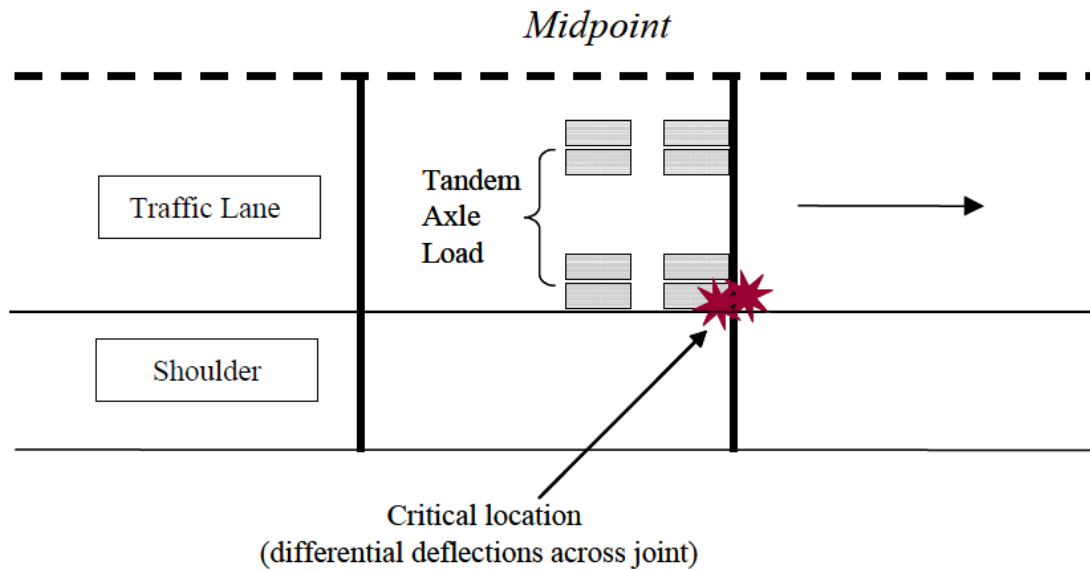 Midpoint
Traffic Lane
Tandem
Axle
Load
Shoulder
Critical location
(differential deflections across joint)